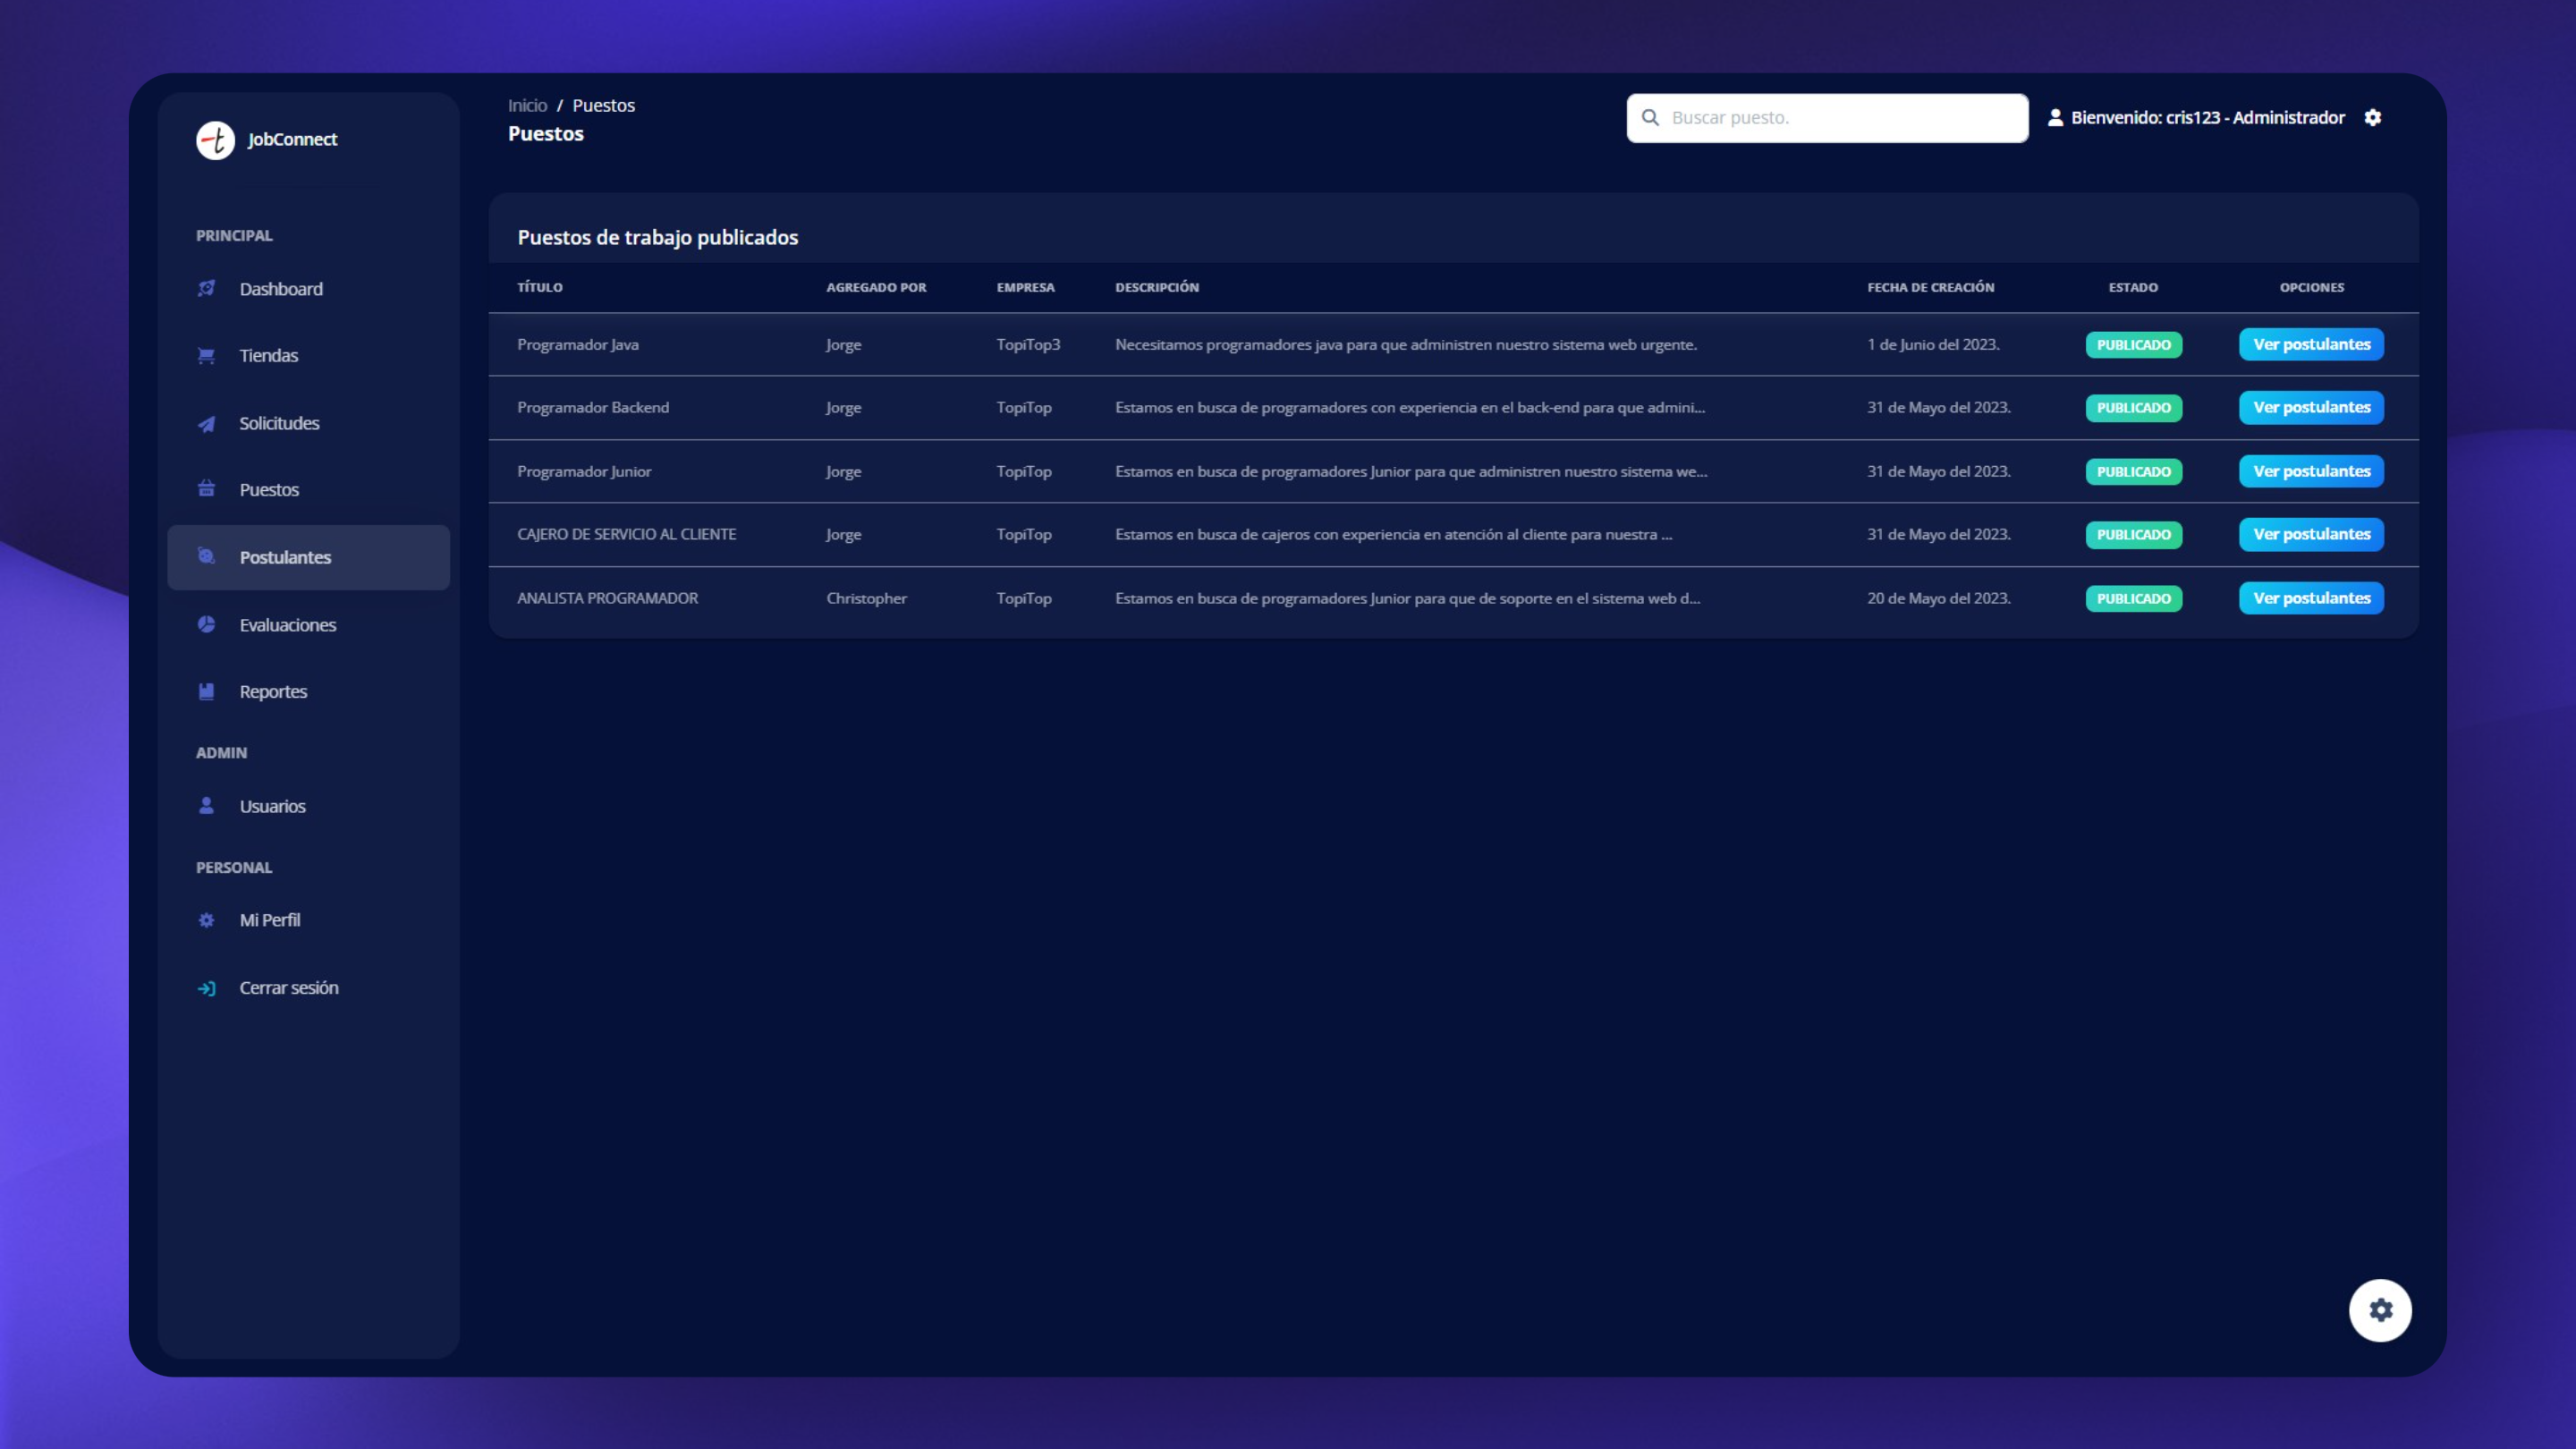 JobConnect
PRINCIPAL
Dashboard
Tiendas
Solicitudes
Puestos
Postulantes
Evaluaciones
Reportes
ADMIN
Usuarios
PERSONAL
Mi Perfil
Cerrar sesión
Inicio / Puestos
Puestos
Buscar puesto.
Bienvenido: cris123 - Administrador
Puestos de trabajo publicados
TÍTULO AGREGADO POR EMPRESA DESCRIPCIÓN FECHA DE CREACIÓN ESTADO OPCIONES
Programador Java Jorge TopiTop3 Necesitamos programadores java para que administren nuestro sistema web urgente. 1 de Junio del 2023. PUBLICADO Ver postulantes
Programador Backend Jorge TopiTop Estamos en busca de programadores con experiencia en el back-end para que admini... 31 de Mayo del 2023. PUBLICADO Ver postulantes
Programador Junior Jorge TopiTop Estamos en busca de programadores Junior para que administren nuestro sistema we... 31 de Mayo del 2023. PUBLICADO Ver postulantes
CAJERO DE SERVICIO AL CLIENTE Jorge TopiTop Estamos en busca de cajeros con experiencia en atención al cliente para nuestra ... 31 de Mayo del 2023. PUBLICADO Ver postulantes
ANALISTA PROGRAMADOR Christopher TopiTop Estamos en busca de programadores Junior para que de soporte en el sistema web d... 20 de Mayo del 2023. PUBLICADO Ver postulantes